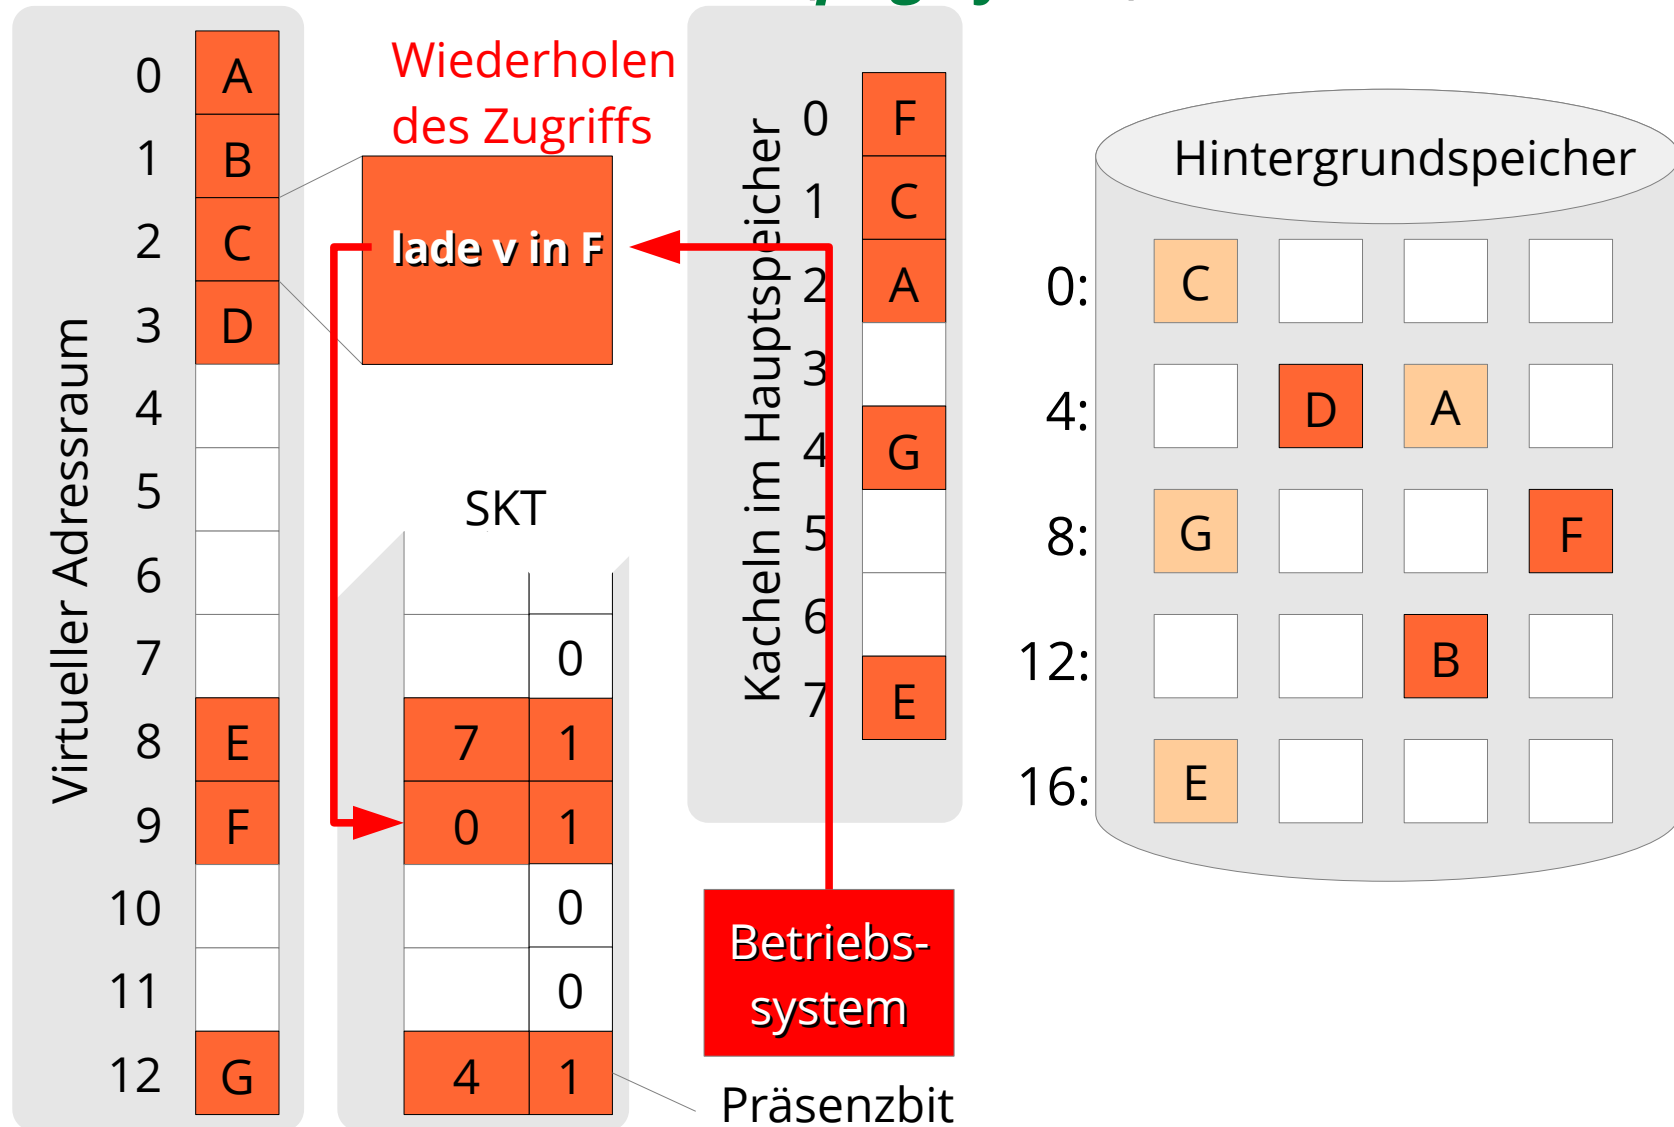 Wiederholen
des Zugriffs
Virtueller Adressraum
0 A
1 B
2 C
3 D
4
5
6
7
8 E
9 F
10
11
12 G
lade v in F
SKT
0
7 1
0 1
0
0
4 1
Präsenzbit
Kacheln im Hauptspeicher
0 F
1 C
2 A
3
4 G
5
6
7 E
Betriebs-
system
Hintergrundspeicher
0: C
4: D A
8: G F
12: B
16: E